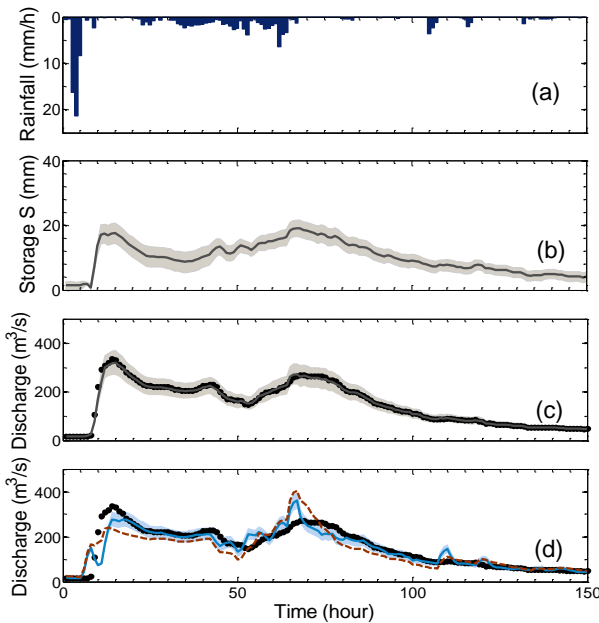 0
10
20
Rainfall (mm/h)
(a)
40
20
0
Storage S (mm)
(b)
400
200
0
Discharge (m³/s)
(c)
400
200
0
Discharge (m³/s)
(d)
0 50 100 150
Time (hour)